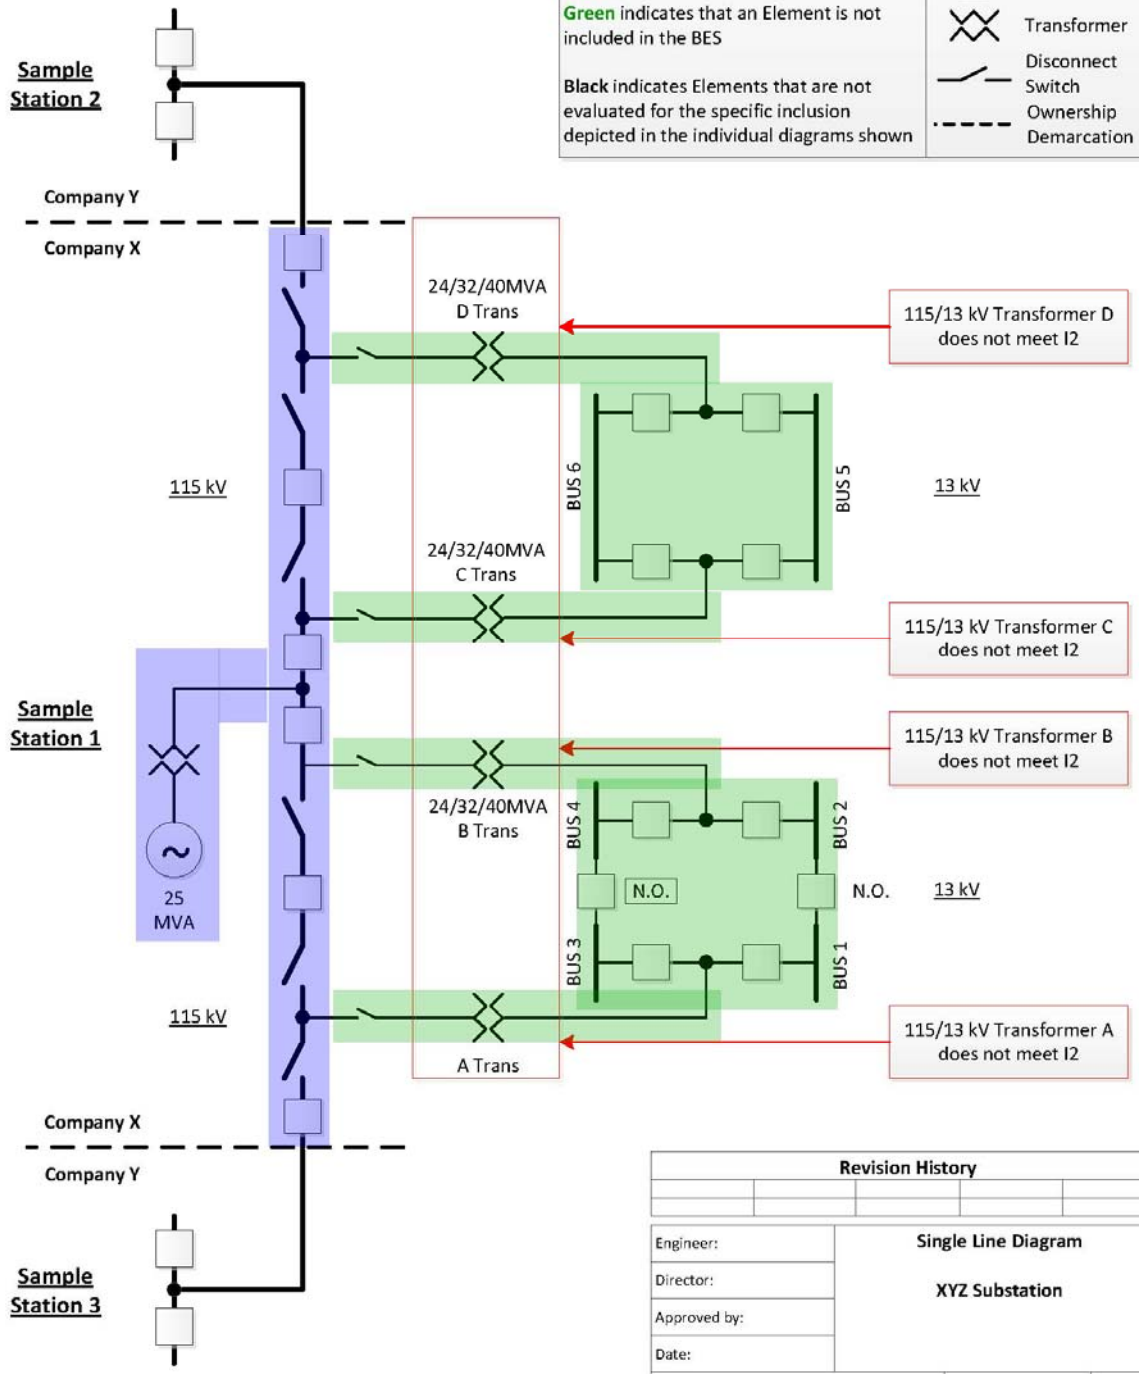 Green indicates that an Element is not
included in the BES
Black indicates Elements that are not
evaluated for the specific inclusion
depicted in the individual diagrams shown
Transformer
Disconnect
Switch
Ownership
Demarcation
Sample
Station 2
Company Y
Company X
24/32/40MVA
D Trans
115/13 kV Transformer D
does not meet I2
115 kV
BUS 6
BUS 5
13 kV
24/32/40MVA
C Trans
115/13 kV Transformer C
does not meet I2
Sample
Station 1
115/13 kV Transformer B
does not meet I2
24/32/40MVA
B Trans
BUS 4
BUS 2
25
MVA
N.O.
N.O.
13 kV
BUS 3
BUS 1
115 kV
115/13 kV Transformer A
does not meet I2
A Trans
Company X
Company Y
Sample
Station 3
Revision History
Engineer:
Director:
Approved by:
Date:
Single Line Diagram
XYZ Substation